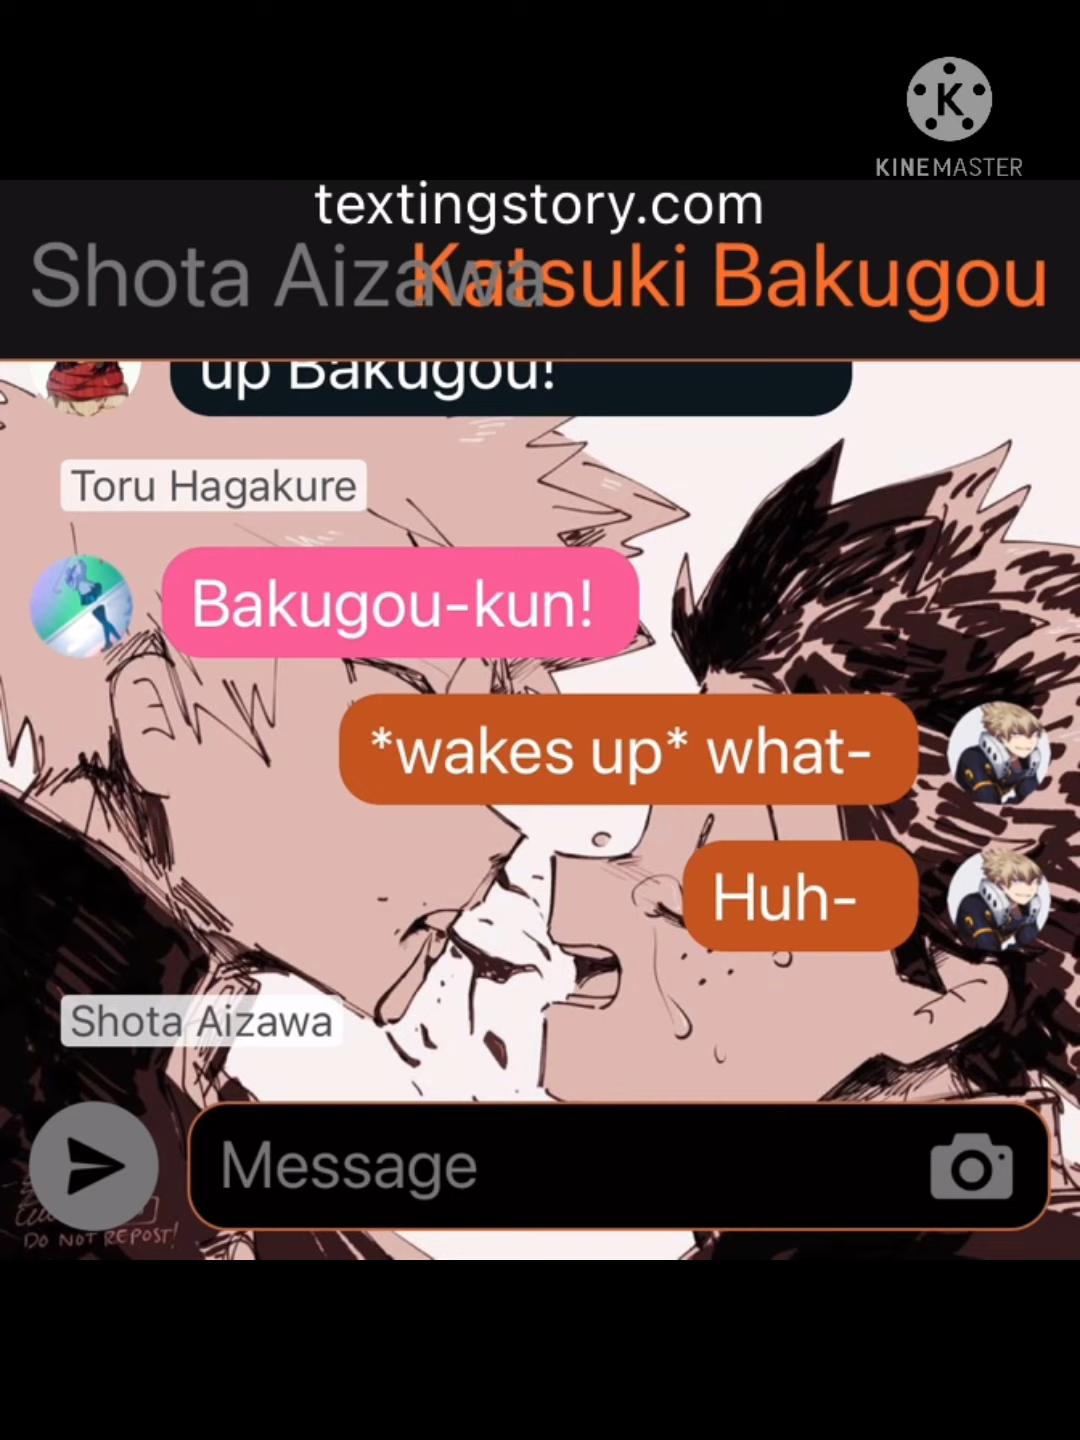 K
KINEMASTER
textingstory.com
Shota Aizawa
Katsuki Bakugou
up Bakugou!
Toru Hagakure
Bakugou-kun!
*wakes up* what-
Huh-
Shota Aizawa
Message
DO NOT REPOST!